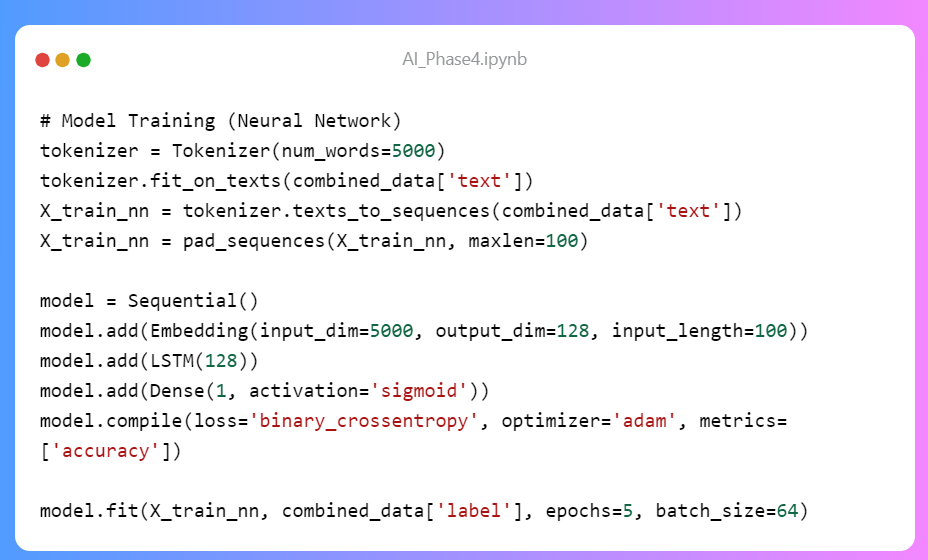 AI_Phase4.ipynb
# Model Training (Neural Network)
tokenizer = Tokenizer(num_words=5000)
tokenizer.fit_on_texts(combined_data['text'])
X_train_nn = tokenizer.texts_to_sequences(combined_data['text'])
X_train_nn = pad_sequences(X_train_nn, maxlen=100)

model = Sequential()
model.add(Embedding(input_dim=5000, output_dim=128, input_length=100))
model.add(LSTM(128))
model.add(Dense(1, activation='sigmoid'))
model.compile(loss='binary_crossentropy', optimizer='adam', metrics=
['accuracy'])

model.fit(X_train_nn, combined_data['label'], epochs=5, batch_size=64)